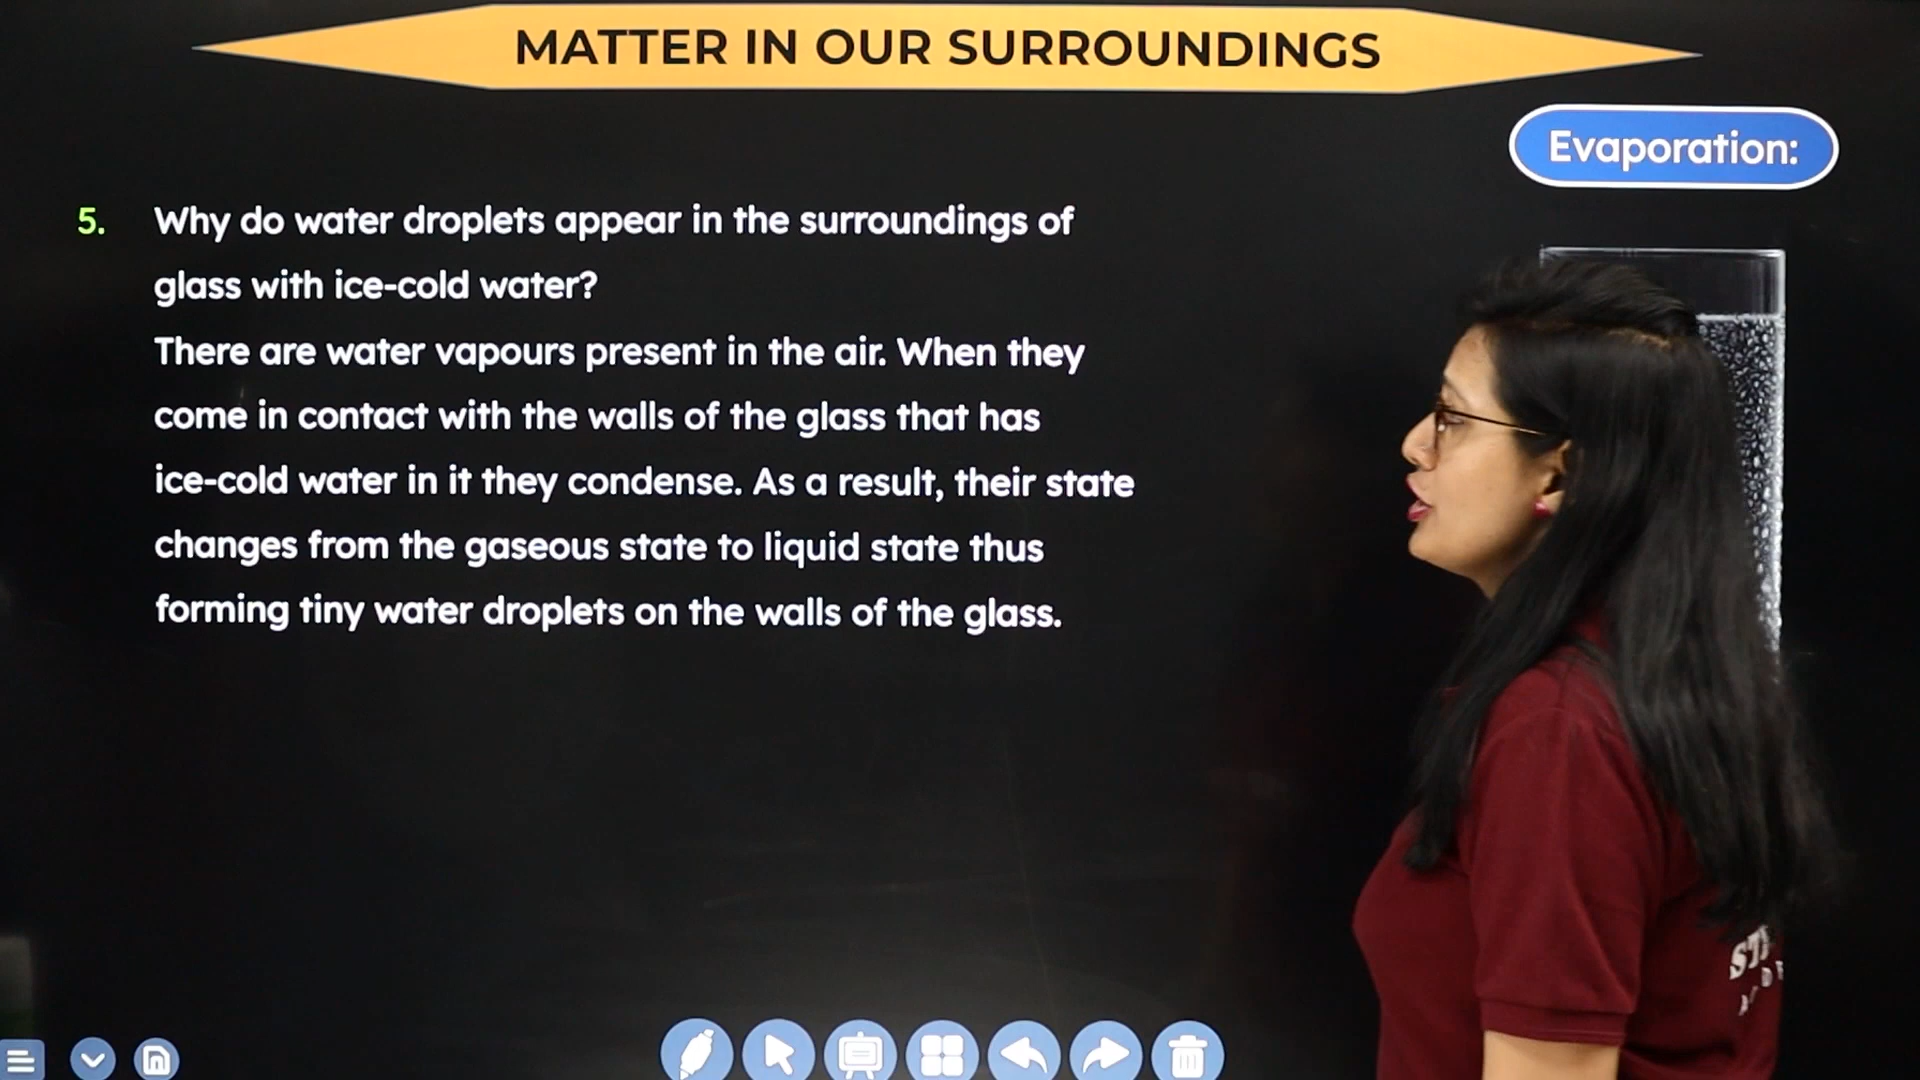 MATTER IN OUR SURROUNDINGS
Evaporation:
5. Why do water droplets appear in the surroundings of
glass with ice-cold water?
There are water vapours present in the air. When they
come in contact with the walls of the glass that has
ice-cold water in it they condense. As a result, their state
changes from the gaseous state to liquid state thus
forming tiny water droplets on the walls of the glass.